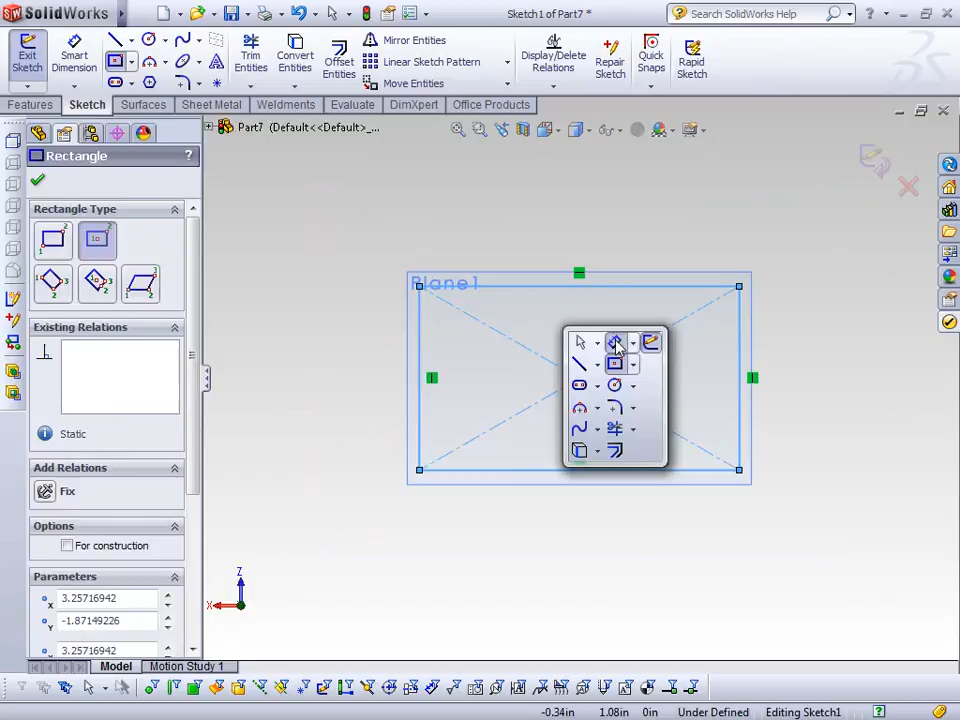 SolidWorks
Sketch1 of Part7 *
Search SolidWorks Help
Exit Sketch
Smart Dimension
Trim Entities
Convert Entities
Offset Entities
Mirror Entities
Linear Sketch Pattern
Move Entities
Display/Delete Relations
Repair Sketch
Quick Snaps
Rapid Sketch
Features
Sketch
Surfaces
Sheet Metal
Weldments
Evaluate
DimXpert
Office Products
Part7 (Default<<Default>_...
Rectangle
?
Rectangle Type
Existing Relations
Static
Add Relations
Fix
Options
For construction
Parameters
X
3.25716942
Y
-1.87149226
X
3.25716942
Plane1
Z
X
Model
Motion Study 1
-0.34in
1.08in
0in
Under Defined
Editing Sketch1
?